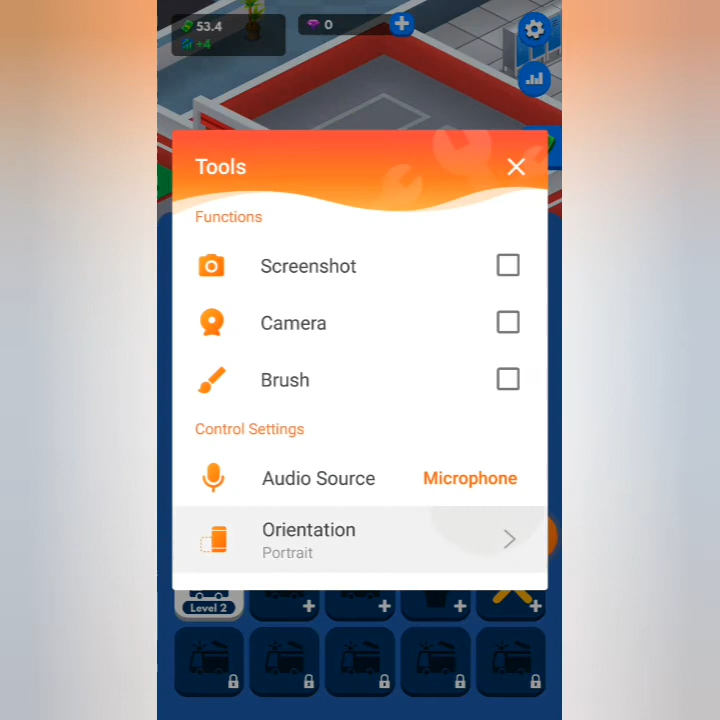 53.4
+4
0
Tools
Functions
Screenshot
Camera
Brush
Control Settings
Audio Source
Microphone
Orientation
Portrait
Level 2